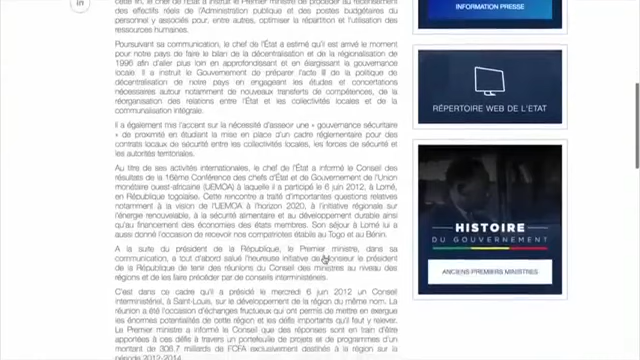 cette fin, le chef de l'État a instruit le Premier ministre de procéder au recensement
des effectifs réels de l'Administration publique et des postes budgétaires du
personnel y associés pour, entre autres, optimiser la répartition et l'utilisation des
ressources humaines.
Poursuivant sa communication, le chef de l'État a estimé qu'il est arrivé le moment
pour notre pays de faire le bilan de la décentralisation et de la régionalisation de
1996 afin d'aller plus loin en approfondissant et en élargissant la gouvernance
locale. Il a instruit le Gouvernement de préparer l'acte III de la politique de
décentralisation de notre pays en engageant les études et concertations
nécessaires autour notamment de nouveaux transferts de compétences, de la
réorganisation des relations entre l'État et les collectivités locales et de la
communalisation intégrale.
Il a également mis l'accent sur la nécessité d'asseoir une « gouvernance sécuritaire
» de proximité en étudiant la mise en place d'un cadre réglementaire pour des
contrats locaux de sécurité entre les collectivités locales, les forces de sécurité et
les autorités territoriales.
Au titre de ses activités internationales, le chef de l'État a informé le Conseil des
résultats de la 16ème Conférence des chefs d'État et de Gouvernement de l'Union
monétaire ouest-africaine (UEMOA) à laquelle il a participé le 6 juin 2012, à Lomé,
en République togolaise. Cette rencontre a traité d'importantes questions relatives
notamment à la vision de l'UEMOA à l'horizon 2020, à l'initiative régionale sur
l'énergie renouvelable, à la sécurité alimentaire et au développement durable ainsi
qu'au financement des économies des états membres. Son séjour à Lomé lui a
aussi donné l'occasion de recevoir nos compatriotes établis au Togo et au Bénin.
A la suite du président de la République, le Premier ministre, dans sa
communication, a tout d'abord salué l'heureuse initiative de Monsieur le président
de la République de tenir des réunions du Conseil des ministres au niveau des
régions et de les faire précéder par de conseils interministériels.
C'est dans ce cadre qu'il a présidé le mercredi 6 juin 2012 un Conseil
interministériel, à Saint-Louis, sur le développement de la région du même nom. La
réunion a été l'occasion d'échanges fructueux qui ont permis de mettre en exergue
les énormes potentialités de cette région et les défis importants qu'il faut y relever.
Le Premier ministre a informé le Conseil que des réponses sont en train d'être
apportées à ces défis à travers un portefeuille de projets et de programmes d'un
montant de 306.7 milliards de FCFA exclusivement destinés à la région sur la
période 2012-2014
in
INFORMATION PRESSE
RÉPERTOIRE WEB DE L'ETAT
HISTOIRE
DU GOUVERNEMENT
ANCIENS PREMIERS MINISTRES